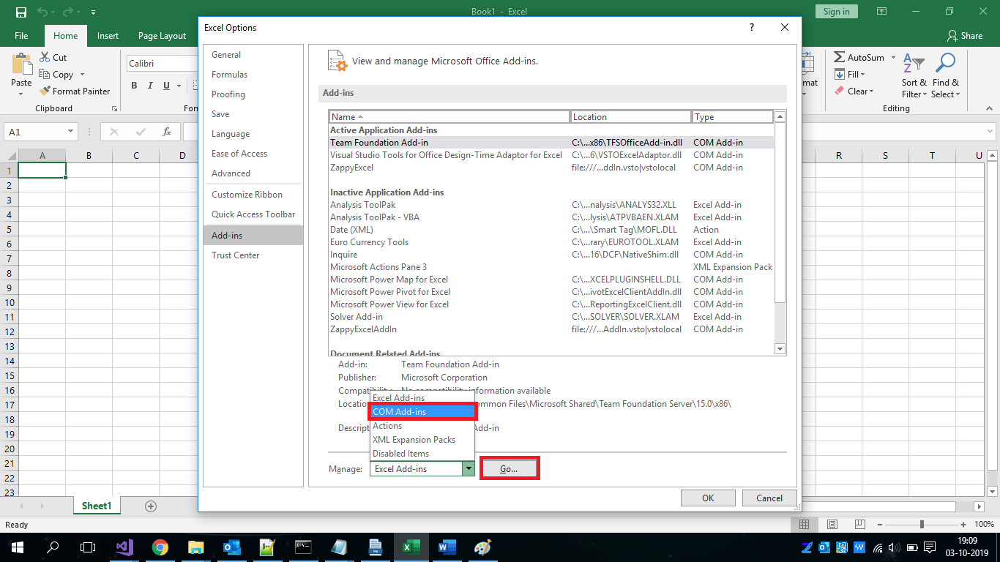 Book1 - Excel
Sign in
File Home Insert Page Layout
Share
Paste
Cut
Copy
Format Painter
Clipboard
Calibri
B I U
Fon
mat
AutoSum
Fill
Clear
Sort &
Filter
Find &
Select
Editing
A1
fx
A B C D R S T U
1
2
3
4
5
6
7
8
9
10
11
12
13
14
15
16
17
18
19
20
21
22
23
Excel Options
?
General
Formulas
Proofing
Save
Language
Ease of Access
Advanced
Customize Ribbon
Quick Access Toolbar
Add-ins
Trust Center
View and manage Microsoft Office Add-ins.
Add-ins
Name Location Type
Active Application Add-ins
Team Foundation Add-in C:\...x86\TFSOfficeAdd-in.dll COM Add-in
Visual Studio Tools for Office Design-Time Adaptor for Excel C:\...6\VSTOExcelAdaptor.dll COM Add-in
ZappyExcel file:///...ddIn.vsto|vstolocal COM Add-in
Inactive Application Add-ins
Analysis ToolPak C:\...nalysis\ANALYS32.XLL Excel Add-in
Analysis ToolPak - VBA C:\...lysis\ATPVBAEN.XLAM Excel Add-in
Date (XML) C:\...\Smart Tag\MOFL.DLL Action
Euro Currency Tools C:\...rary\EUROTOOL.XLAM Excel Add-in
Inquire C:\...16\DCF\NativeShim.dll COM Add-in
Microsoft Actions Pane 3 XML Expansion Pack
Microsoft Power Map for Excel C:\...XCELPLUGINSHELL.DLL COM Add-in
Microsoft Power Pivot for Excel C:\...ivotExcelClientAddIn.dll COM Add-in
Microsoft Power View for Excel C:\...ReportingExcelClient.dll COM Add-in
Solver Add-in C:\...SOLVER\SOLVER.XLAM Excel Add-in
ZappyExcelAddIn file:///...AddIn.vsto|vstolocal COM Add-in
Document Related Add-ins
Add-in: Team Foundation Add-in
Publisher: Microsoft Corporation
Compatibility: No compatibility information available
Locatio ommon Files\Microsoft Shared\Team Foundation Server\15.0\x86\
Descript Add-in
Excel Add-ins
COM Add-ins
Actions
XML Expansion Packs
Disabled Items
Manage: Excel Add-ins Go...
OK Cancel
Sheet1
Ready
100%
19:09
03-10-2019